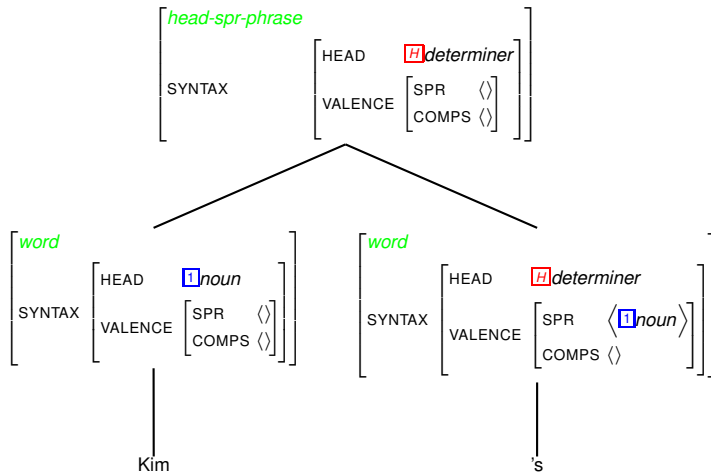 head-spr-phrase
HEAD H determiner
SYNTAX
SPR ⟨⟩
VALENCE
COMPS ⟨⟩
word
HEAD 1 noun
SYNTAX
SPR ⟨⟩
VALENCE
COMPS ⟨⟩
word
HEAD H determiner
SYNTAX
SPR ⟨1 noun⟩
VALENCE
COMPS ⟨⟩
Kim
's